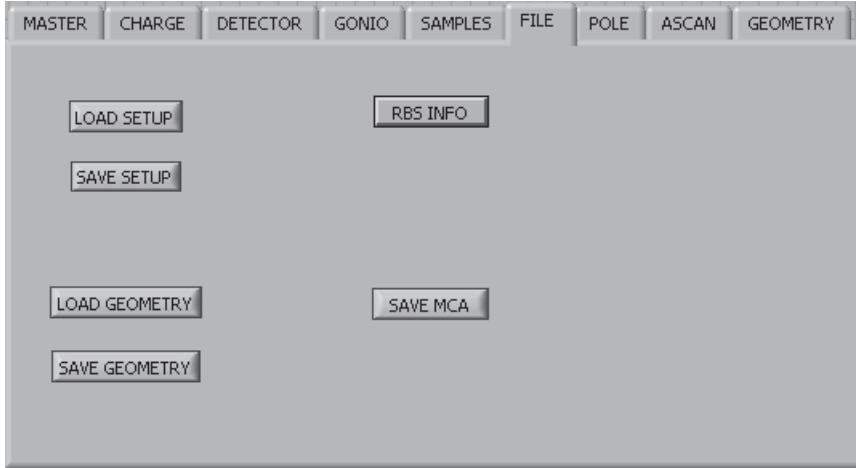 MASTER CHARGE DETECTOR GONIO SAMPLES FILE POLE ASCAN GEOMETRY
LOAD SETUP RBS INFO
SAVE SETUP
LOAD GEOMETRY SAVE MCA
SAVE GEOMETRY